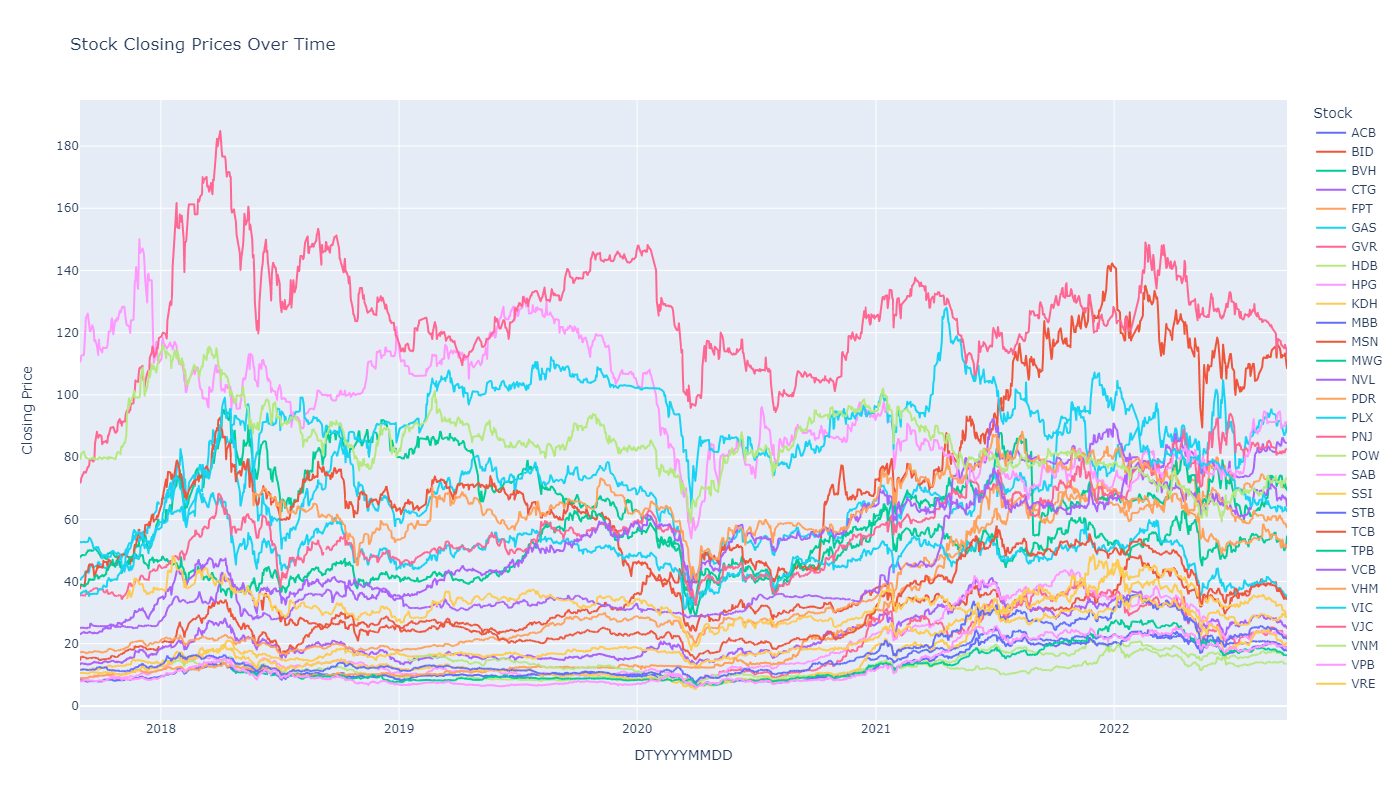 Stock Closing Prices Over Time
Closing Price
180
160
140
120
100
80
60
40
20
0
2018
2019
2020
2021
2022
DTYYYYMMDD
Stock
ACB
BID
BVH
CTG
FPT
GAS
GVR
HDB
HPG
KDH
MBB
MSN
MWG
NVL
PDR
PLX
PNJ
POW
SAB
SSI
STB
TCB
TPB
VCB
VHM
VIC
VJC
VNM
VPB
VRE